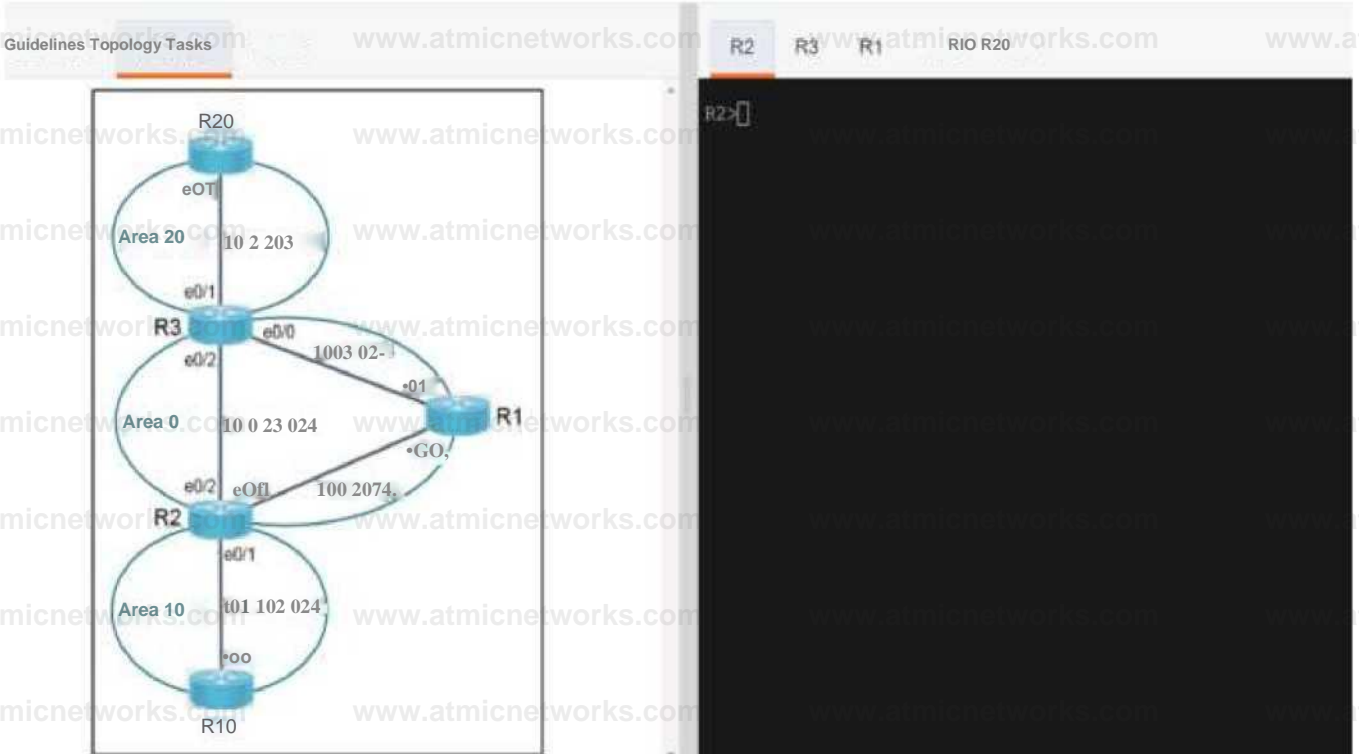 Guidelines Topology Tasks
R2 R3 R1 RIO R20
www.atmicnetworks.com
R2>
R20
eOT
Area 20
10 2 203
e0/1
R3
e0/0
1003 02-
e0/2
•01
Area 0
10 0 23 024
R1
•GO,
e0/2
eOfl
100 2074.
R2
e0/1
Area 10
t01 102 024
•oo
R10